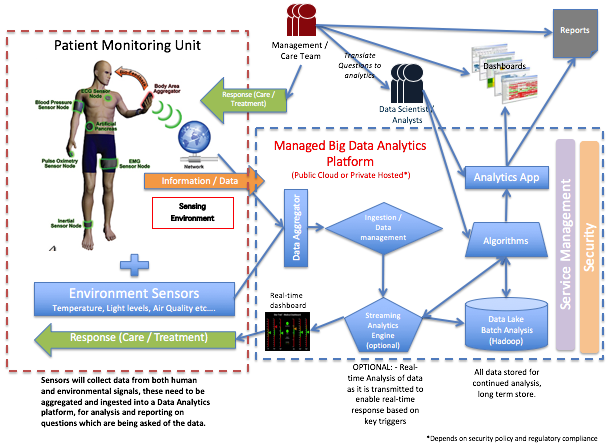 Reports
Patient Monitoring Unit
Management /
Care Team
Translate
Questions to
analytics
Dashboards
ECG Sensor
Node
Body Area
Aggregator
Blood Pressure
Sensor Node
Response (Care /
Treatment)
Data Scientist /
Analysts
Artificial
Pancreas
Network
Managed Big Data Analytics
Platform
(Public Cloud or Private Hosted*)
Pulse Oximetry
Sensor Node
EMG
Sensor Node
Information / Data
Analytics App
Sensing
Environment
Inertial
Sensor Node
Data Aggregator
Ingestion /
Data
management
Algorithms
Service Management
Security
Environment Sensors
Temperature, Light levels, Air Quality etc....
Real-time
dashboard
Streaming
Analytics
Engine
(optional)
Data Lake
Batch Analysis
(Hadoop)
Response (Care / Treatment)
Sensors will collect data from both human
and environmental signals, these need to be
aggregated and ingested into a Data Analytics
platform, for analysis and reporting on
questions which are being asked of the data.
OPTIONAL: - Real-
time Analysis of data
as it is transmitted to
enable real-time
response based on
key triggers
All data stored for
continued analysis,
long term store.
*Depends on security policy and regulatory compliance